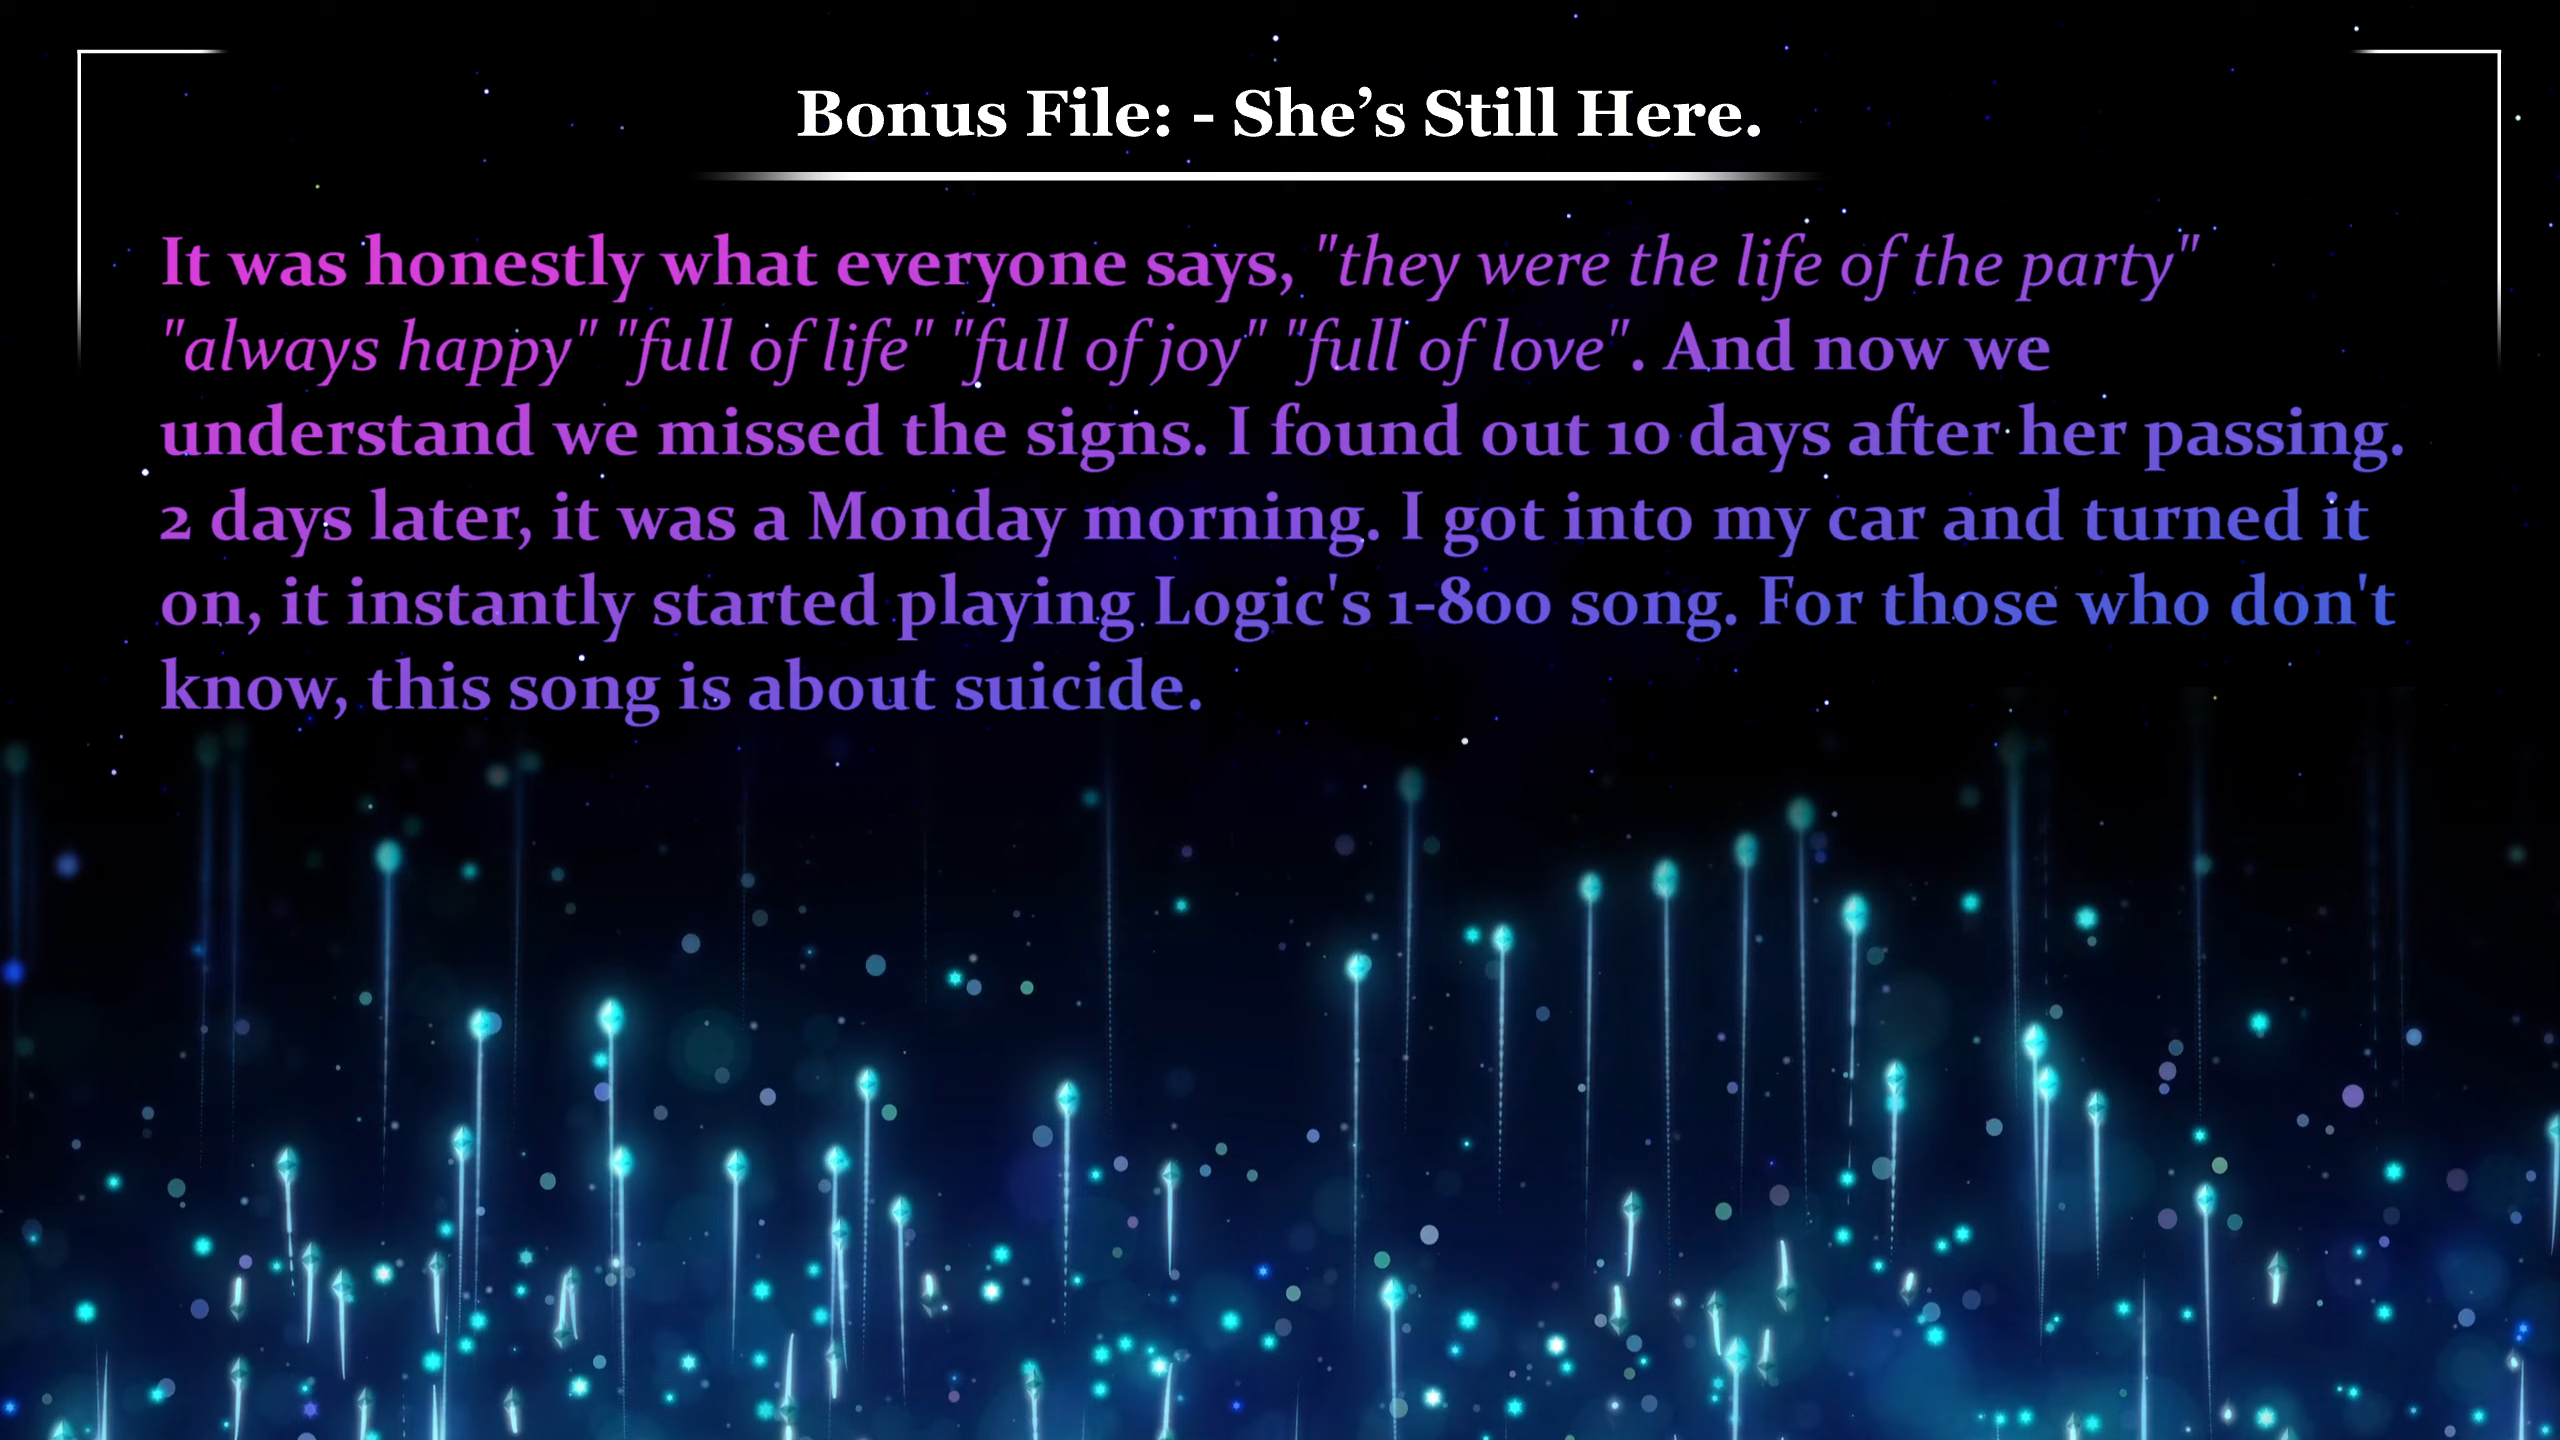 Bonus File: - She’s Still Here.
It was honestly what everyone says, "they were the life of the party"
"always happy" "full of life" "full of joy" "full of love". And now we
understand we missed the signs. I found out 10 days after her passing.
2 days later, it was a Monday morning. I got into my car and turned it
on, it instantly started playing Logic's 1-800 song. For those who don't
know, this song is about suicide.